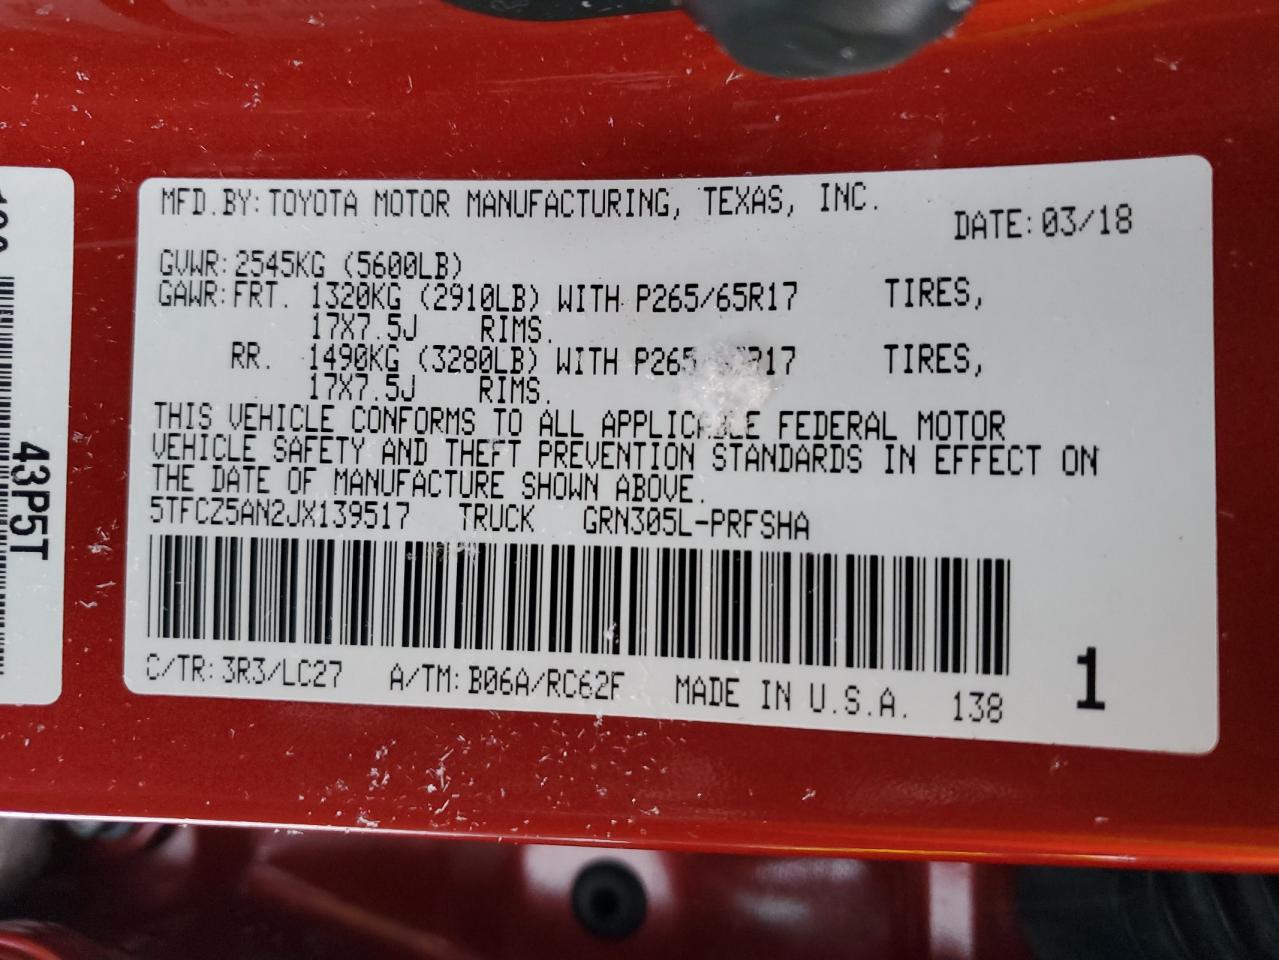 MFD.BY:TOYOTA MOTOR MANUFACTURING, TEXAS, INC.
DATE:03/18
GVWR:2545KG (5600LB)
GAWR:FRT. 1320KG (2910LB) WITH P265/65R17 TIRES,
17X7.5J RIMS.
RR. 1490KG (3280LB) WITH P265/65R17 TIRES,
17X7.5J RIMS.
THIS VEHICLE CONFORMS TO ALL APPLICABLE FEDERAL MOTOR
VEHICLE SAFETY AND THEFT PREVENTION STANDARDS IN EFFECT ON
THE DATE OF MANUFACTURE SHOWN ABOVE.
5TFCZ5AN2JX139517 TRUCK GRN305L-PRFSHA
C/TR:3R3/LC27 A/TM:B06A/RC62F MADE IN U.S.A. 138
1
43P5T